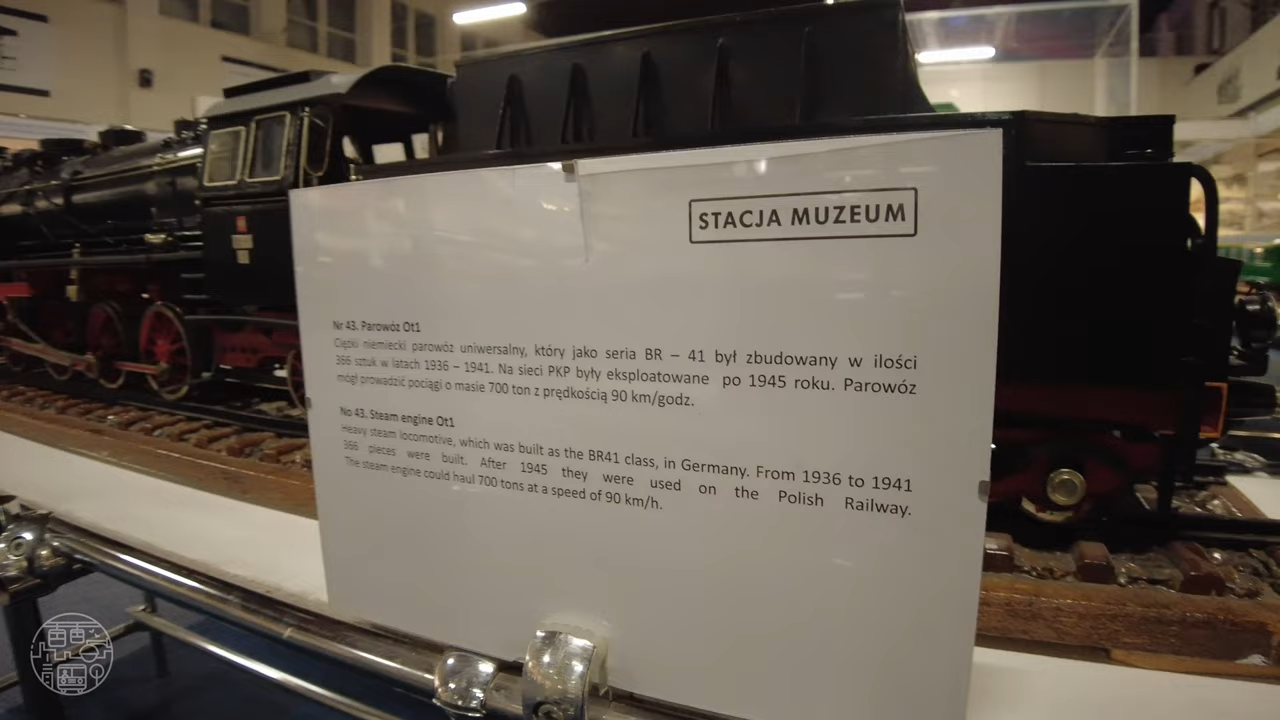 STACJA MUZEUM
Nr 43. Parowóz Ot1
Ciężki niemiecki parowóz uniwersalny, który jako seria BR – 41 był zbudowany w ilości
366 sztuk w latach 1936 – 1941. Na sieci PKP były eksploatowane po 1945 roku. Parowóz
mógł prowadzić pociągi o masie 700 ton z prędkością 90 km/godz.
No 43. Steam engine Ot1
Heavy steam locomotive, which was built as the BR41 class, in Germany. From 1936 to 1941
366 pieces were built. After 1945 they were used on the Polish Railway.
The steam engine could haul 700 tons at a speed of 90 km/h.